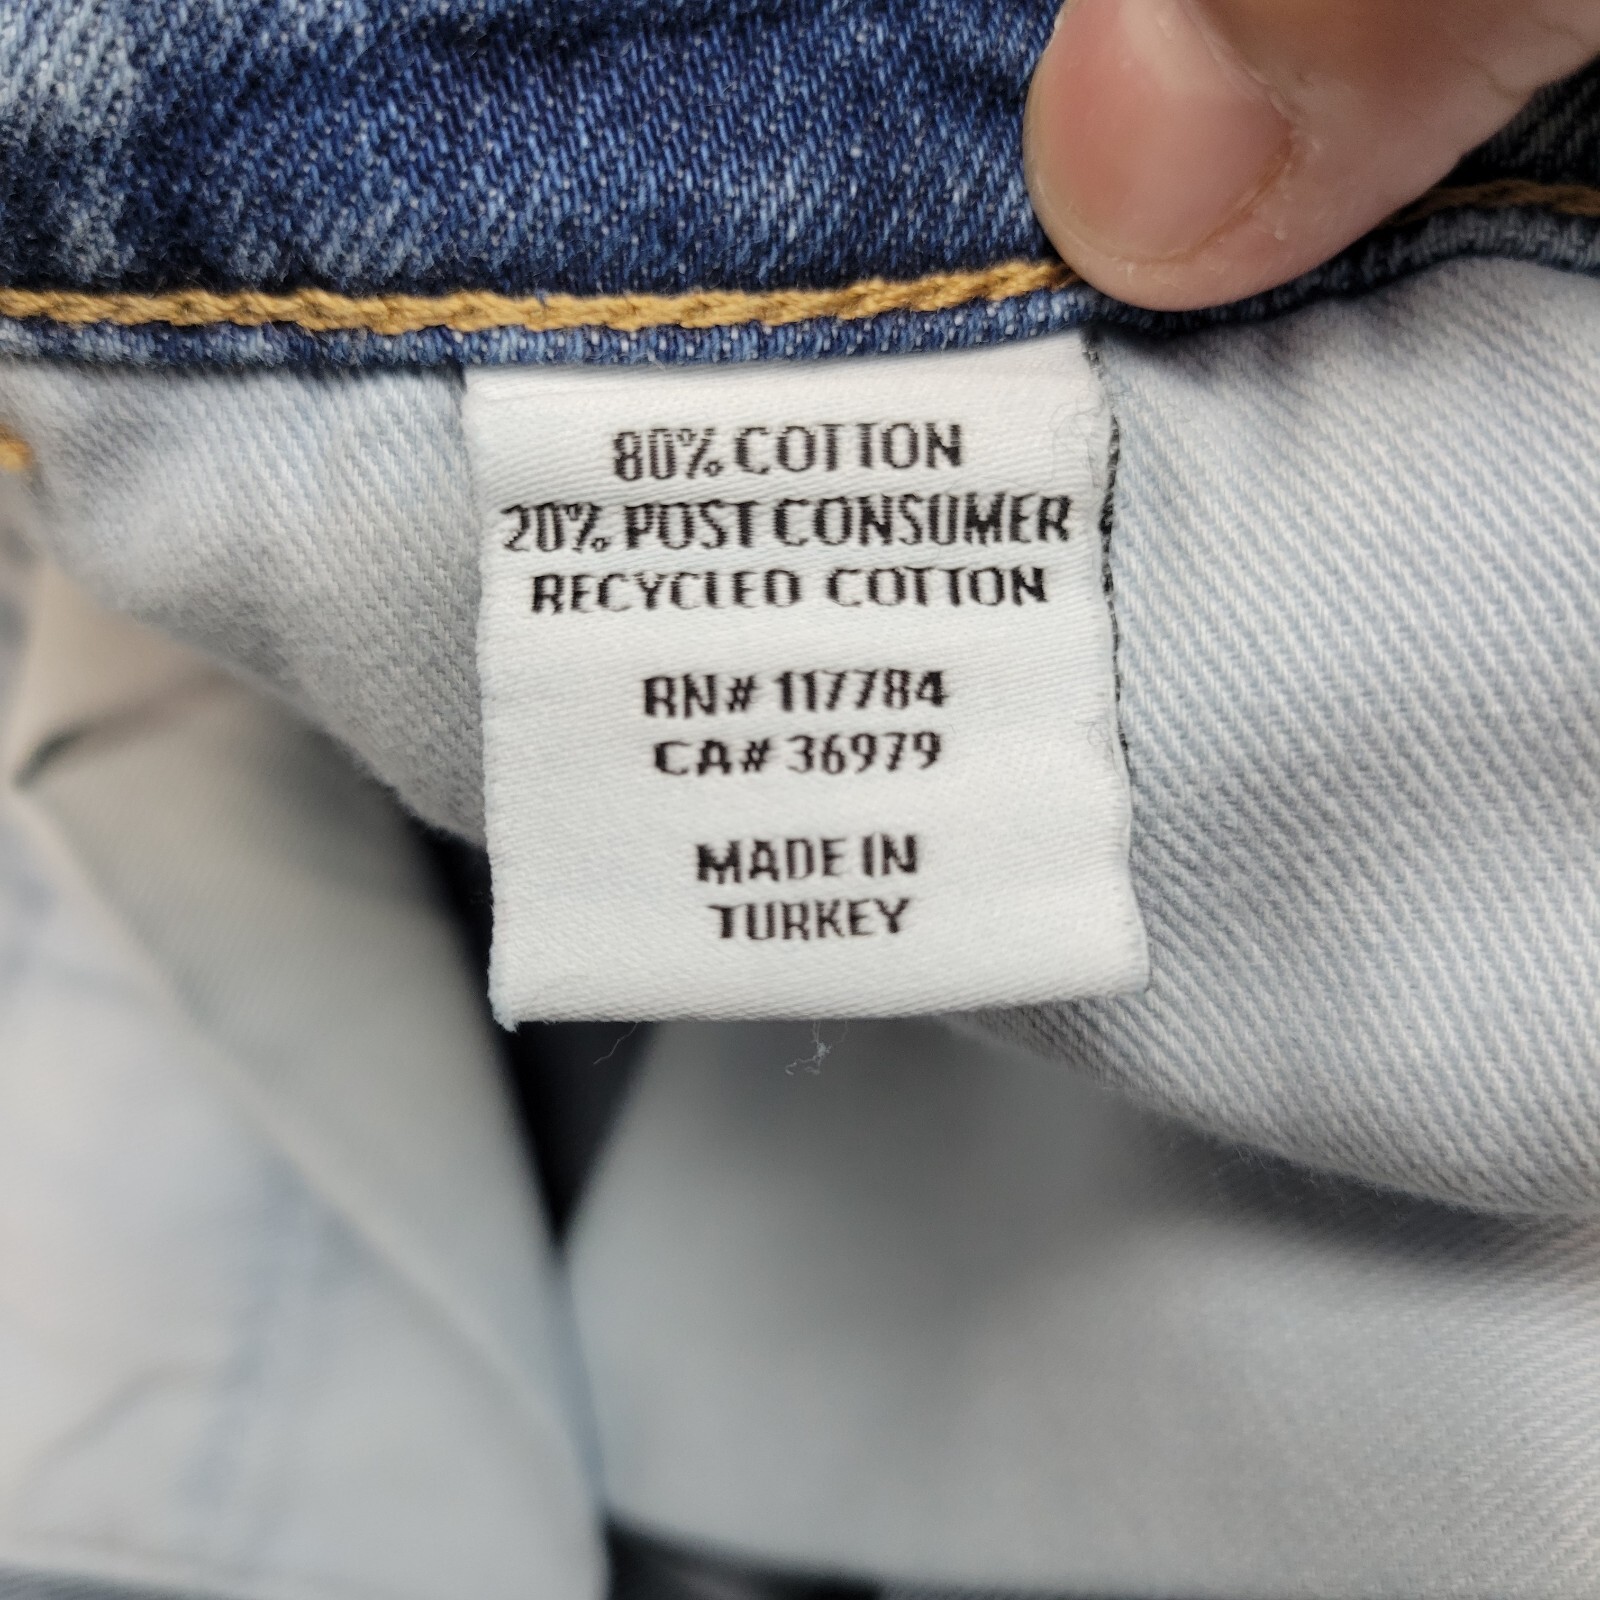 80% COTTON
20% POST CONSUMER
RECYCLED COTTON
RN# 117784
CA# 36979
MADE IN
TURKEY